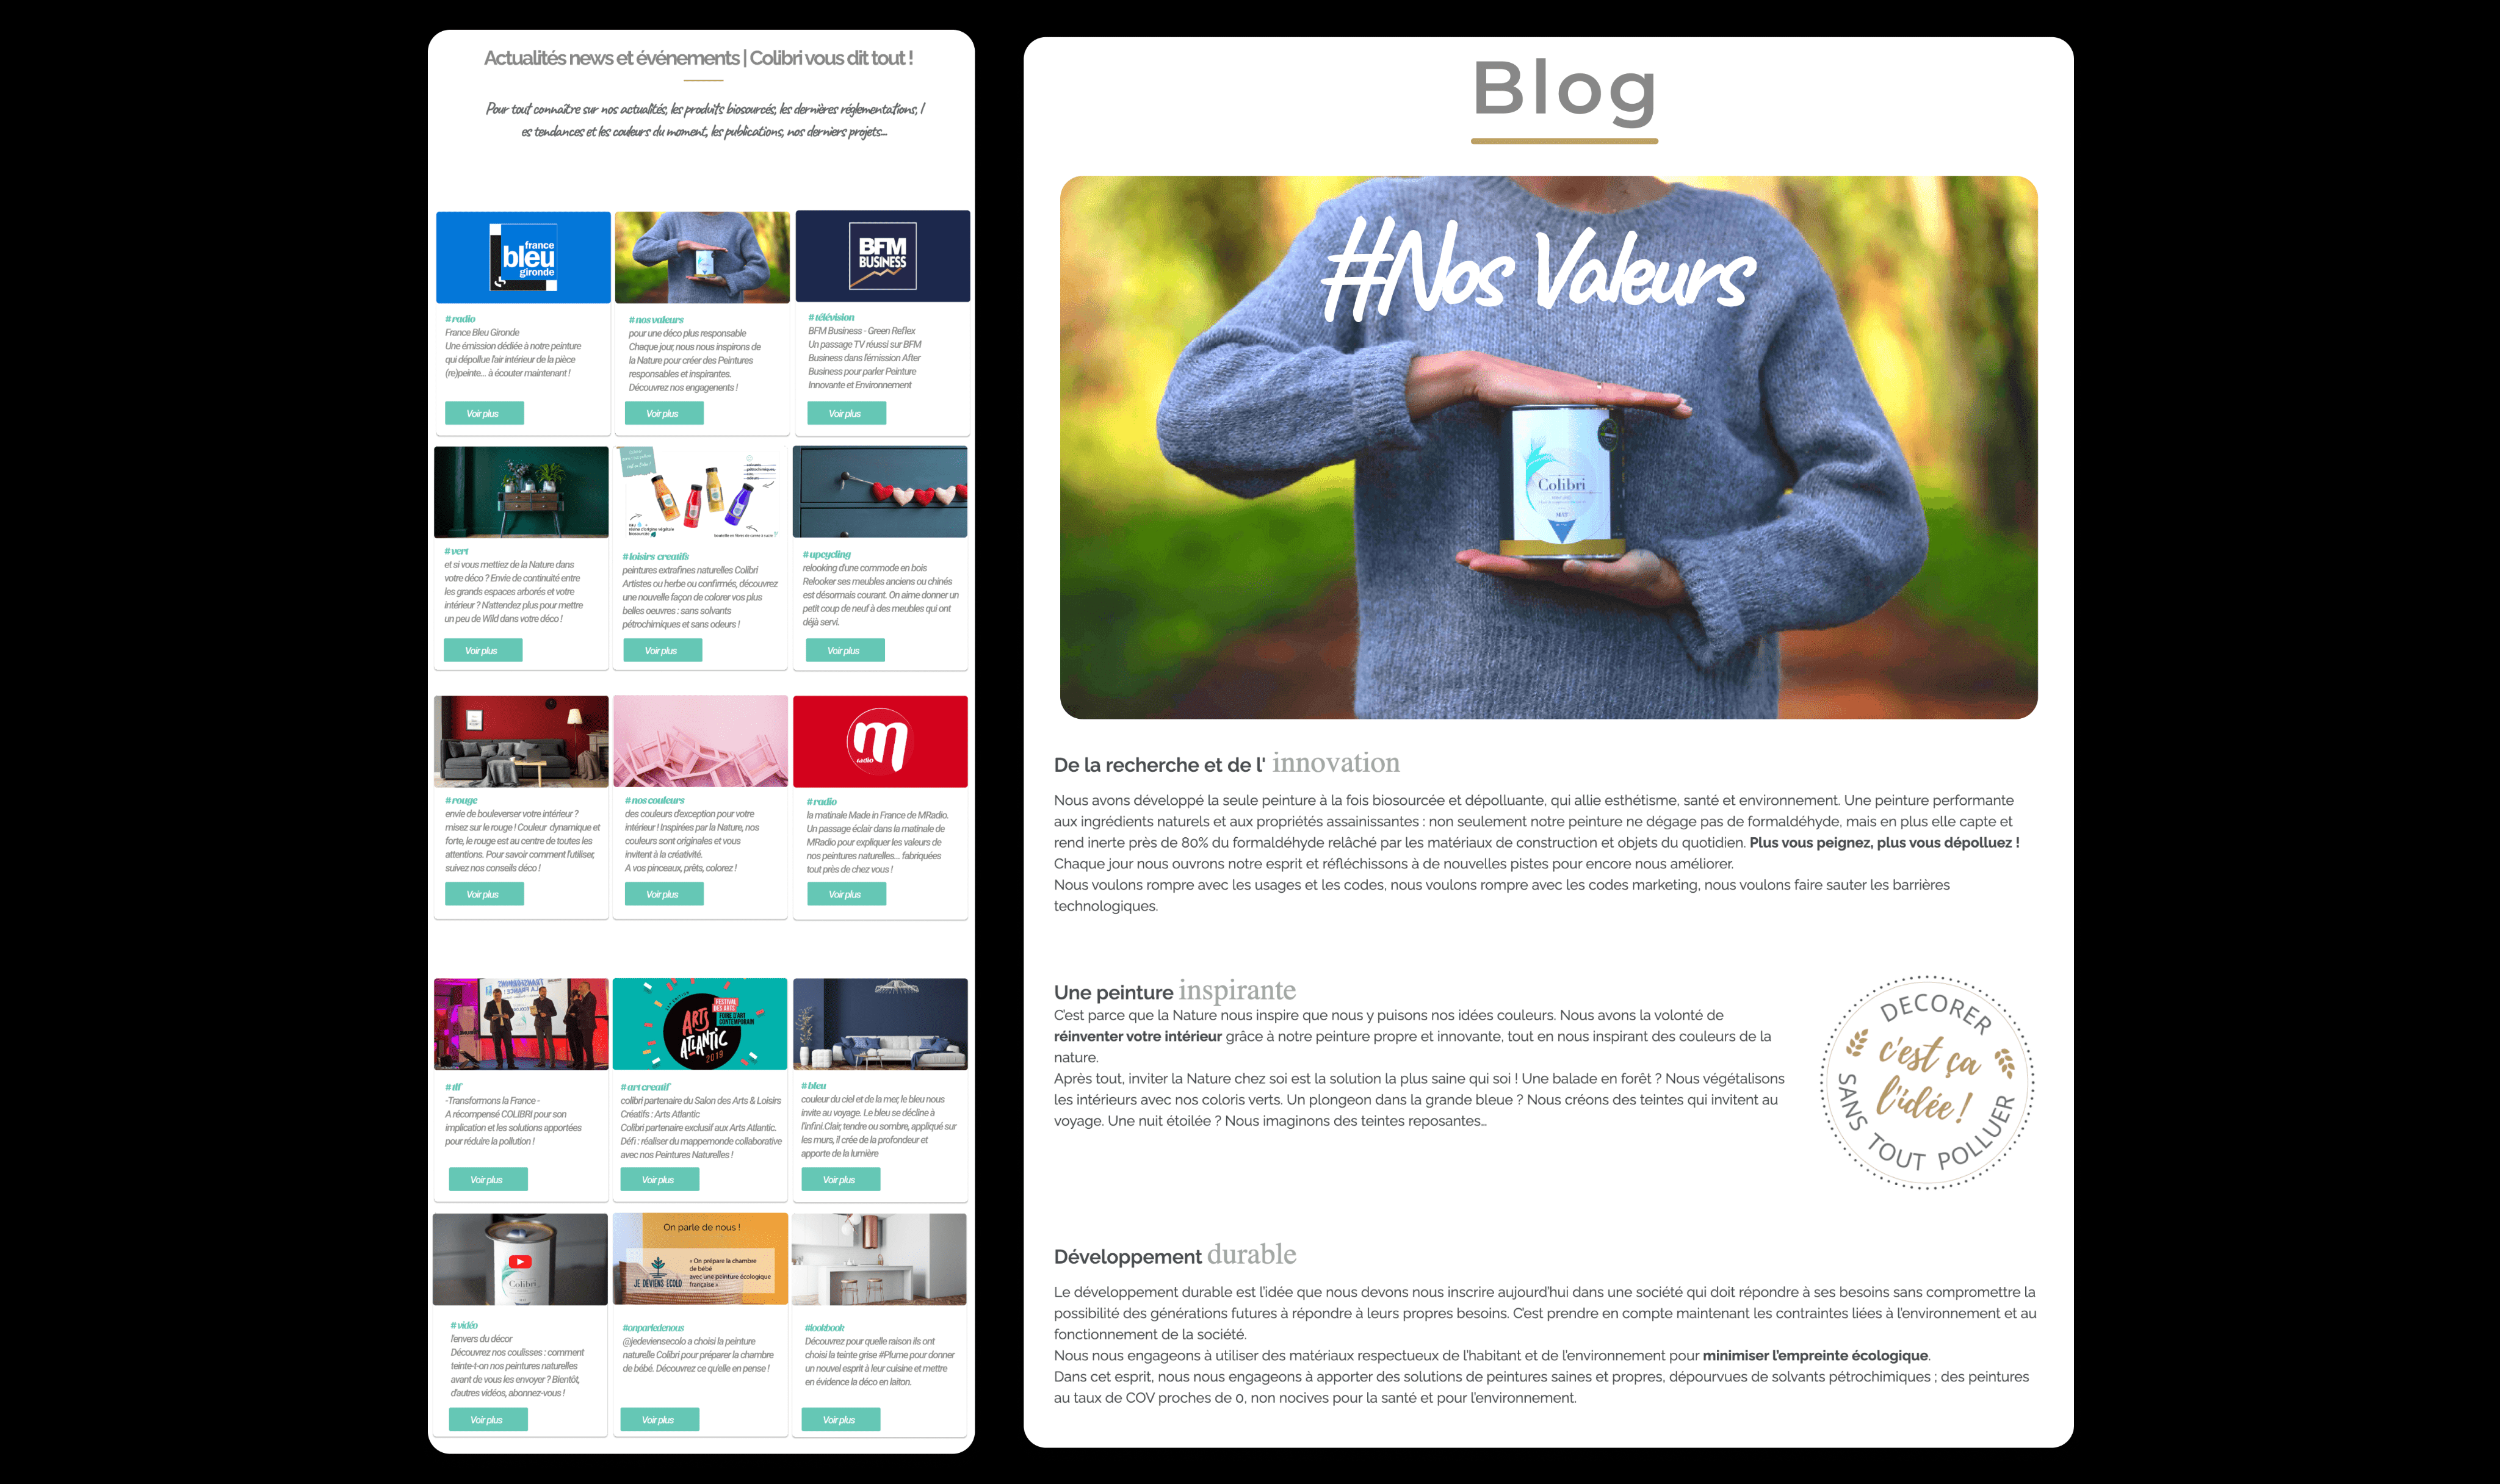 Actualités news et événements | Colibri vous dit tout !
Pour tout connaître sur nos actualités, les produits biosourcés, les dernières réglementations, l
es tendances et les couleurs du moment, les publications, nos derniers projets...
france
bleu
gironde
BFM
BUSINESS
#radio
France Bleu Gironde
Une émission dédiée à notre peinture
qui dépollue l'air intérieur de la pièce
(re)peinte... à écouter maintenant !
Voir plus
#nos valeurs
pour une déco plus responsable
Chaque jour, nous nous inspirons de
la Nature pour créer des Peintures
responsables et inspirantes.
Découvrez nos engagenents !
Voir plus
#télévision
BFM Business - Green Reflex
Un passage TV réussi sur BFM
Business dans l'émission After
Business pour parler Peinture
Innovante et Environnement
Voir plus
#vert
et si vous mettiez de la Nature dans
votre déco ? Envie de continuité entre
les grands espaces arborés et votre
intérieur ? N'attendez plus pour mettre
un peu de Wild dans votre déco !
Voir plus
#loisirs creatifs
peintures extrafines naturelles Colibri
Artistes ou herbe ou confirmés, découvrez
une nouvelle façon de colorer vos plus
belles oeuvres : sans solvants
pétrochimiques et sans odeurs !
Voir plus
#upcycling
relooking d'une commode en bois
Relooker ses meubles anciens ou chinés
est désormais courant. On aime donner un
petit coup de neuf à des meubles qui ont
déjà servi.
Voir plus
m
radio
#rouge
envie de bouleverser votre intérieur ?
misez sur le rouge ! Couleur dynamique et
forte, le rouge est au centre de toutes les
attentions. Pour savoir comment l'utiliser,
suivez nos conseils déco !
Voir plus
#nos couleurs
des couleurs d'exception pour votre
intérieur ! Inspirées par la Nature, nos
couleurs sont originales et vous
invitent à la créativité.
A vos pinceaux, prêts, colorez !
Voir plus
#radio
la matinale Made in France de MRadio.
Un passage éclair dans la matinale de
MRadio pour expliquer les valeurs de
nos peintures naturelles... fabriquées
tout près de chez vous !
Voir plus
FESTIVAL
DES ARTS
FOIRE D'ART
CONTEMPORAIN
ARTS
ATLANTIC
2019
#tlf
-Transformons la France -
A récompensé COLIBRI pour son
implication et les solutions apportées
pour réduire la pollution !
Voir plus
#art creatif
colibri partenaire du Salon des Arts & Loisirs
Créatifs : Arts Atlantic
Colibri partenaire exclusif aux Arts Atlantic.
Défi : réaliser du mappemonde collaborative
avec nos Peintures Naturelles !
Voir plus
#bleu
couleur du ciel et de la mer, le bleu nous
invite au voyage. Le bleu se décline à
l'infini.Clair, tendre ou sombre, appliqué sur
les murs, il crée de la profondeur et
apporte de la lumière
Voir plus
Colibri
On parle de nous !
JE DEVIENS ÉCOLO
« On prépare la chambre
de bébé
avec une peinture écologique
française »
#vidéo
l'envers du décor
Découvrez nos coulisses : comment
teinte-t-on nos peintures naturelles
avant de vous les envoyer ? Bientôt,
d'autres vidéos, abonnez-vous !
Voir plus
#onparledenous
@jedeviensecolo a choisi la peinture
naturelle Colibri pour préparer la chambre
de bébé. Découvrez ce qu'elle en pense !
Voir plus
#lookbook
Découvrez pour quelle raison ils ont
choisi la teinte grise #Plume pour donner
un nouvel esprit à leur cuisine et mettre
en évidence la déco en laiton.
Voir plus
Blog
#Nos Valeurs
Colibri
MAT
De la recherche et de l' innovation
Nous avons développé la seule peinture à la fois biosourcée et dépolluante, qui allie esthétisme, santé et environnement. Une peinture performante
aux ingrédients naturels et aux propriétés assainissantes : non seulement notre peinture ne dégage pas de formaldéhyde, mais en plus elle capte et
rend inerte près de 80% du formaldéhyde relâché par les matériaux de construction et objets du quotidien. Plus vous peignez, plus vous dépolluez !
Chaque jour nous ouvrons notre esprit et réfléchissons à de nouvelles pistes pour encore nous améliorer.
Nous voulons rompre avec les usages et les codes, nous voulons rompre avec les codes marketing, nous voulons faire sauter les barrières
technologiques.
Une peinture inspirante
C'est parce que la Nature nous inspire que nous y puisons nos idées couleurs. Nous avons la volonté de
réinventer votre intérieur grâce à notre peinture propre et innovante, tout en nous inspirant des couleurs de la
nature.
Après tout, inviter la Nature chez soi est la solution la plus saine qui soi ! Une balade en forêt ? Nous végétalisons
les intérieurs avec nos coloris verts. Un plongeon dans la grande bleue ? Nous créons des teintes qui invitent au
voyage. Une nuit étoilée ? Nous imaginons des teintes reposantes...
DECORER
c'est ça
l'idée !
SANS TOUT POLLUER
Développement durable
Le développement durable est l'idée que nous devons nous inscrire aujourd'hui dans une société qui doit répondre à ses besoins sans compromettre la
possibilité des générations futures à répondre à leurs propres besoins. C'est prendre en compte maintenant les contraintes liées à l'environnement et au
fonctionnement de la société.
Nous nous engageons à utiliser des matériaux respectueux de l'habitant et de l'environnement pour minimiser l'empreinte écologique.
Dans cet esprit, nous nous engageons à apporter des solutions de peintures saines et propres, dépourvues de solvants pétrochimiques ; des peintures
au taux de COV proches de 0, non nocives pour la santé et pour l'environnement.